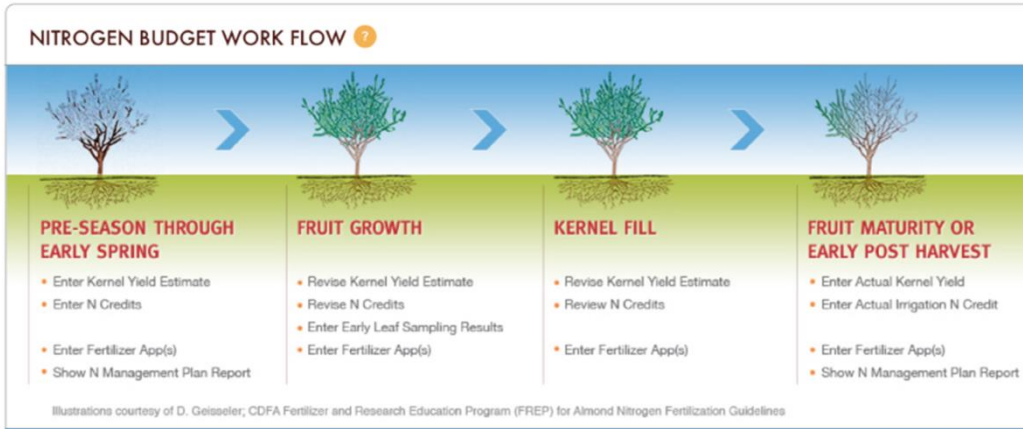 NITROGEN BUDGET WORK FLOW ?
PRE-SEASON THROUGH
EARLY SPRING
• Enter Kernel Yield Estimate
• Enter N Credits
• Enter Fertilizer App(s)
• Show N Management Plan Report
FRUIT GROWTH
• Revise Kernel Yield Estimate
• Revise N Credits
• Enter Early Leaf Sampling Results
• Enter Fertilizer App(s)
KERNEL FILL
• Revise Kernel Yield Estimate
• Review N Credits
• Enter Fertilizer App(s)
FRUIT MATURITY OR
EARLY POST HARVEST
• Enter Actual Kernel Yield
• Enter Actual Irrigation N Credit
• Enter Fertilizer App(s)
• Show N Management Plan Report
Illustrations courtesy of D. Geisseler; CDFA Fertilizer and Research Education Program (FREP) for Almond Nitrogen Fertilization Guidelines